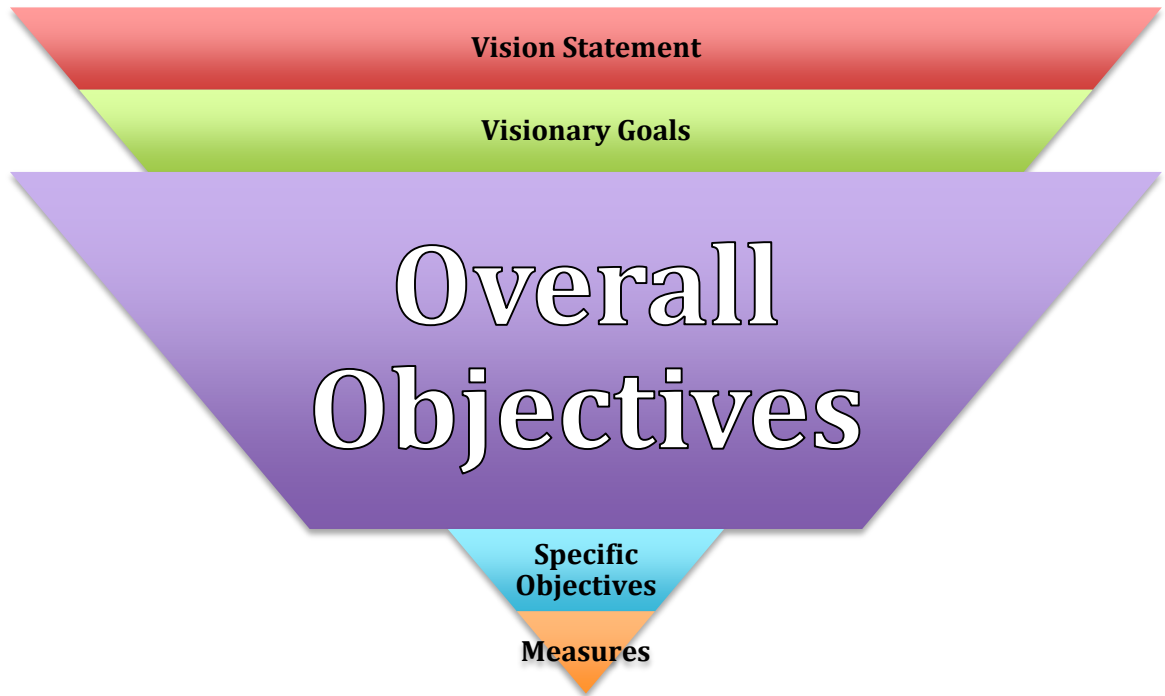 Vision Statement
Visionary Goals
Overall
Objectives
Specific
Objectives
Measures